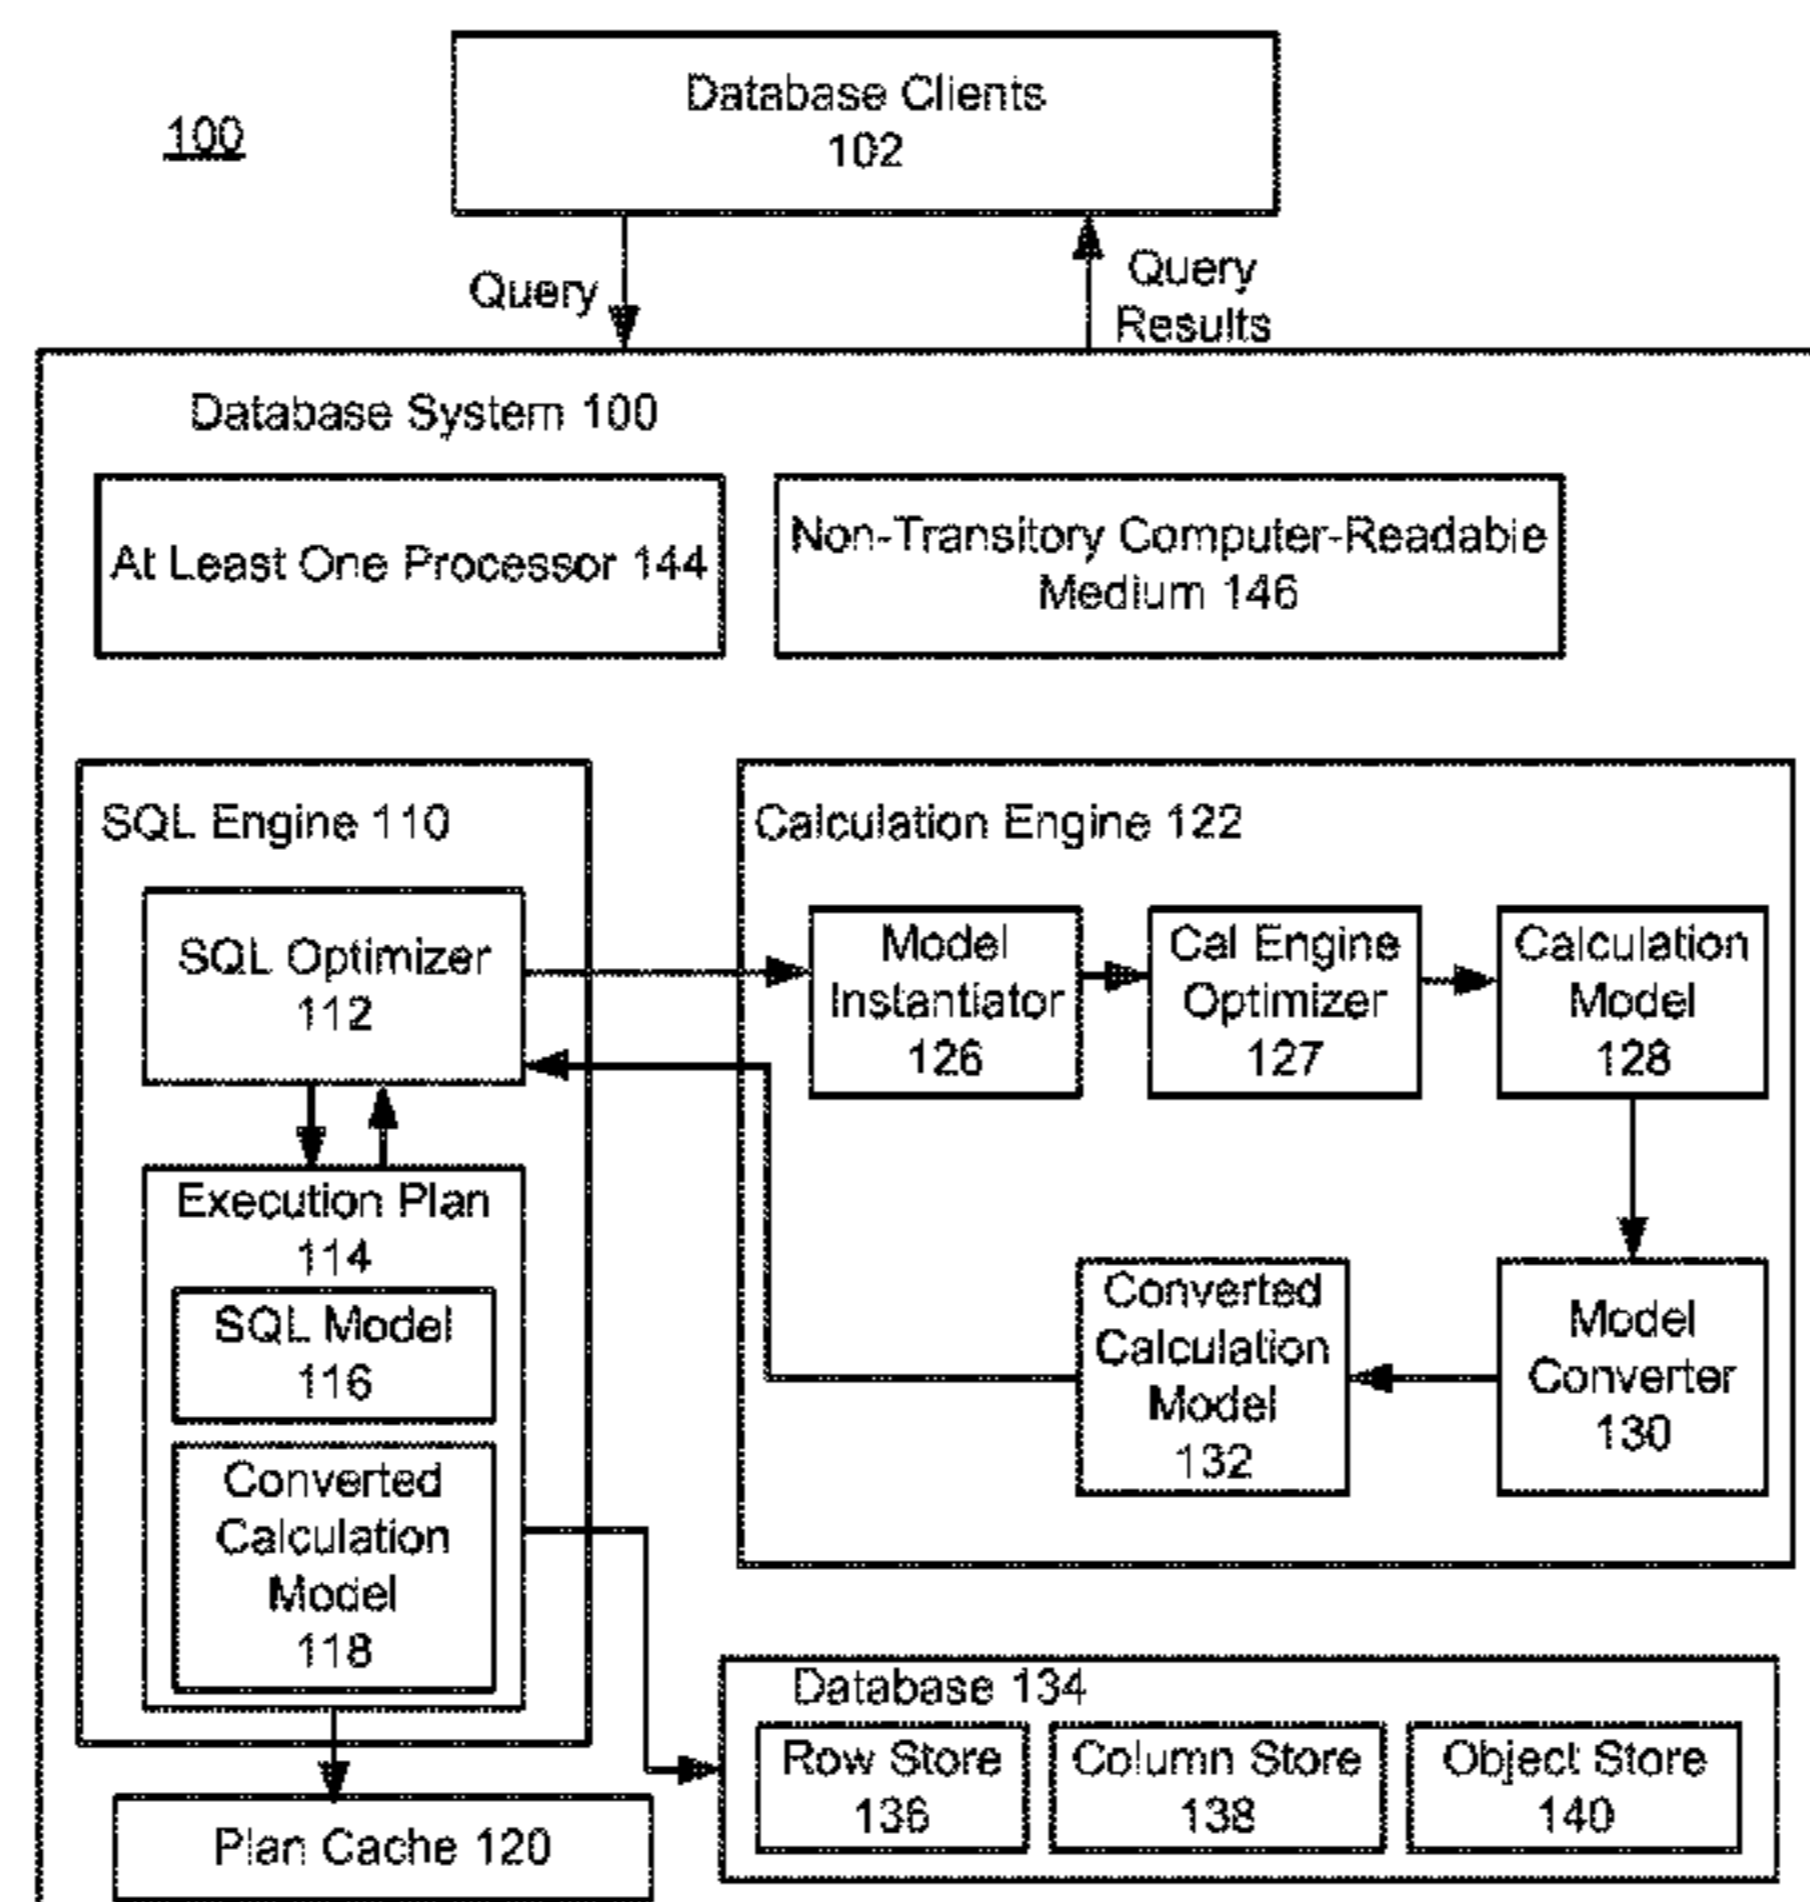 100
Database Clients
102
Query
Query
Results
Database System 100
At Least One Processor 144
Non-Transitory Computer-Readable
Medium 146
SQL Engine 110
SQL Optimizer
112
Execution Plan
114
SQL Model
116
Converted
Calculation
Model
118
Plan Cache 120
Calculation Engine 122
Model
Instantiator
126
Cal Engine
Optimizer
127
Calculation
Model
128
Model
Converter
130
Converted
Calculation
Model
132
Database 134
Row Store
136
Column Store
138
Object Store
140